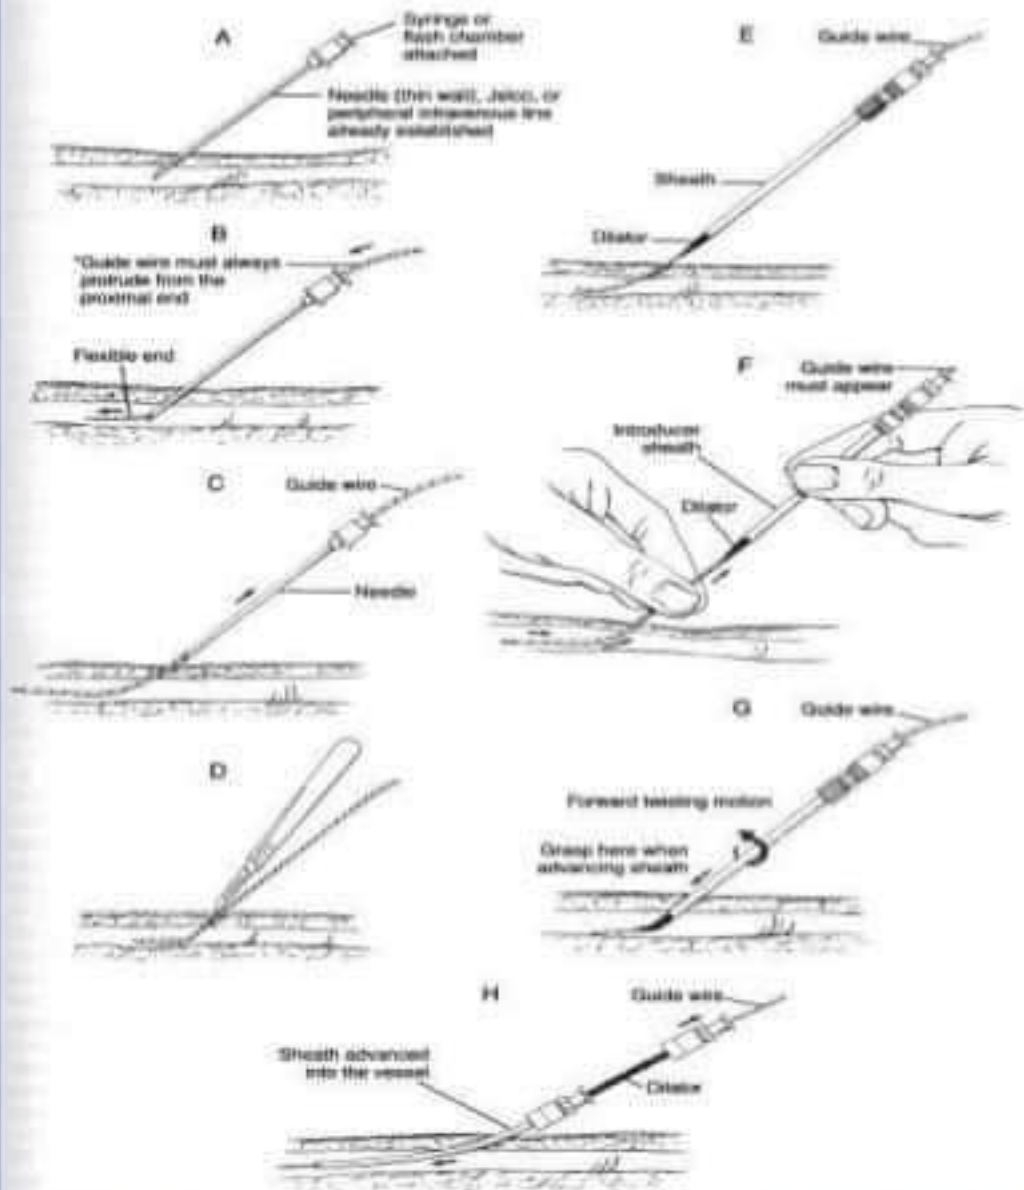 A
Syringe or
flash chamber
attached
Needle (thin wall), Jelco, or
peripheral intravenous line
already established
B
*Guide wire must always
protrude from the
proximal end
Flexible end
C
Guide wire
Needle
D
E
Guide wire
Sheath
Dilator
F
Guide wire
must appear
Introducer
sheath
Dilator
G
Guide wire
Forward twisting motion
Grasp here when
advancing sheath
H
Guide wire
Sheath advanced
into the vessel
Dilator